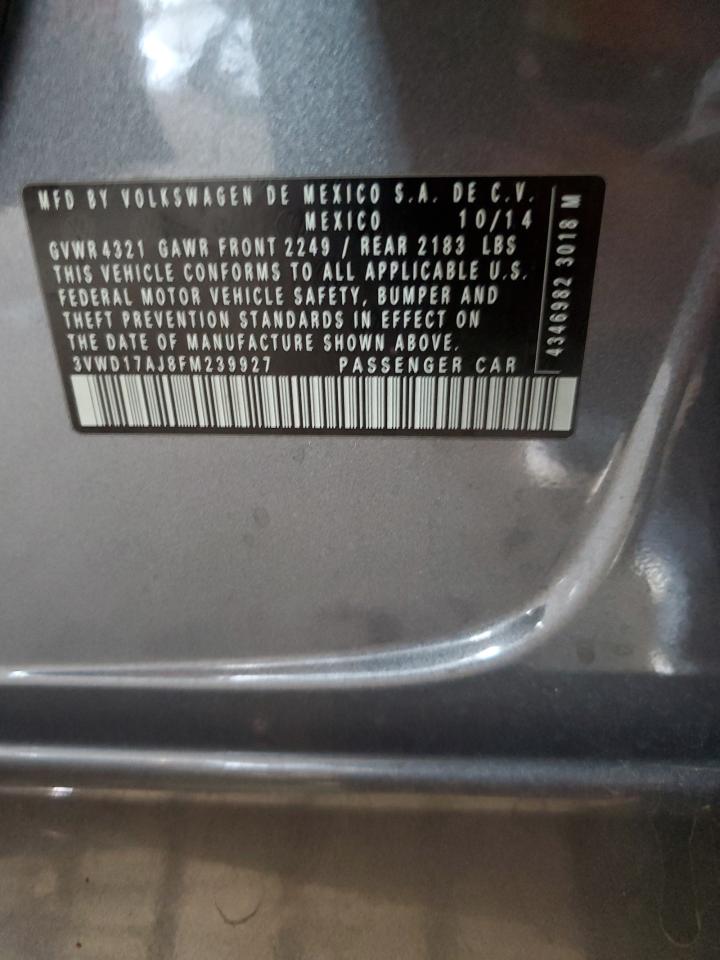 MFD BY VOLKSWAGEN DE MEXICO S.A. DE C.V.
MEXICO 10/14
GVWR 4321 GAWR FRONT 2249 / REAR 2183 LBS
THIS VEHICLE CONFORMS TO ALL APPLICABLE U.S.
FEDERAL MOTOR VEHICLE SAFETY, BUMPER AND
THEFT PREVENTION STANDARDS IN EFFECT ON
THE DATE OF MANUFACTURE SHOWN ABOVE.
3VWD17AJ8FM239927 PASSENGER CAR
4346982 3018 M